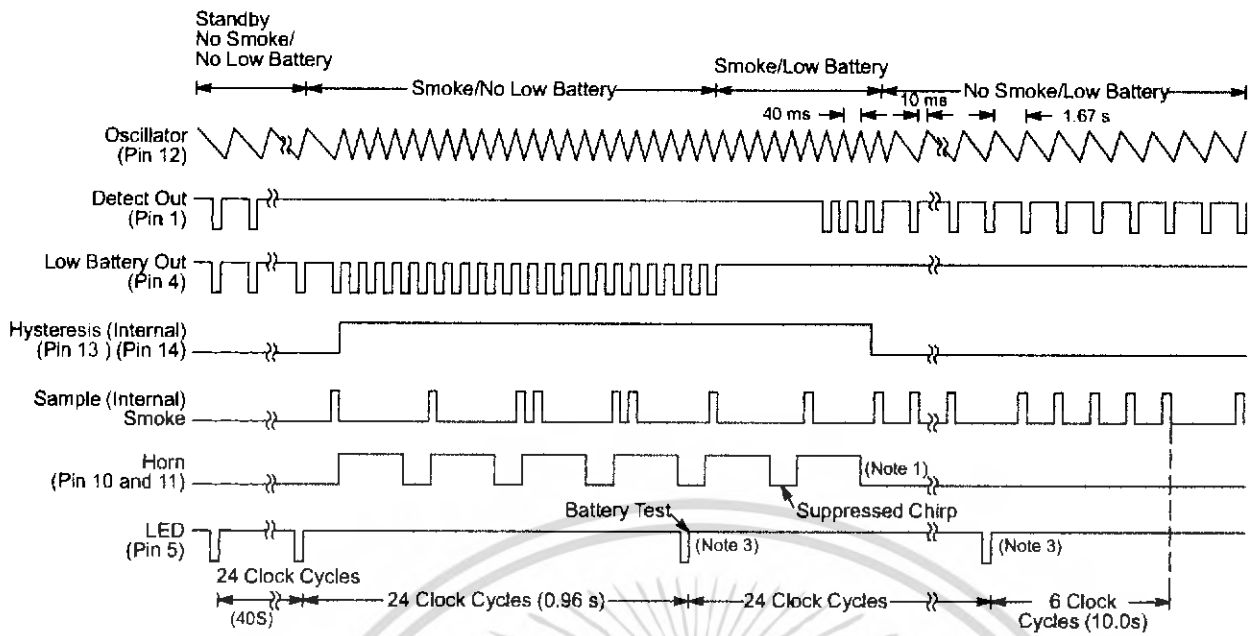 Standby
No Smoke/
No Low Battery
Smoke/No Low Battery
Smoke/Low Battery
No Smoke/Low Battery
40 ms
10 ms
1.67 s
Oscillator
(Pin 12)
Detect Out
(Pin 1)
Low Battery Out
(Pin 4)
Hysteresis (Internal)
(Pin 13 ) (Pin 14)
Sample (Internal)
Smoke
Horn
(Pin 10 and 11)
(Note 1)
Battery Test
Suppressed Chirp
LED
(Pin 5)
(Note 3)
(Note 3)
24 Clock Cycles
(40S)
24 Clock Cycles (0.96 s)
24 Clock Cycles
6 Clock
Cycles (10.0s)